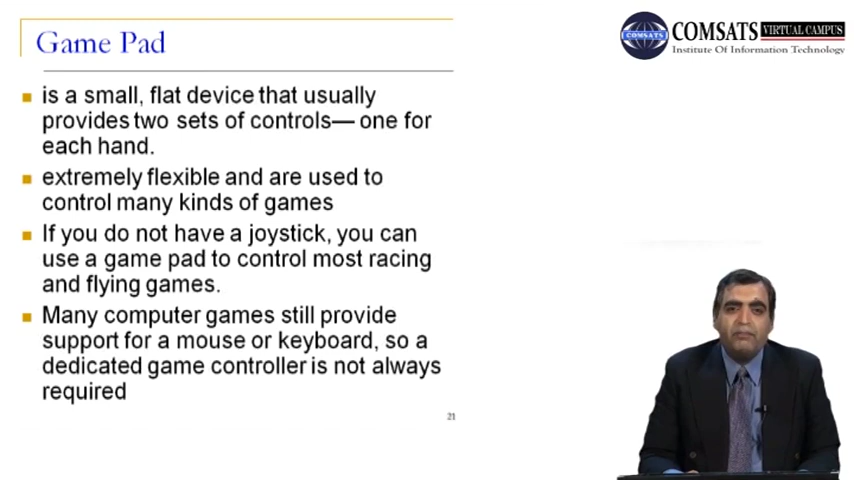 Game Pad
is a small, flat device that usually
provides two sets of controls— one for
each hand.
extremely flexible and are used to
control many kinds of games
If you do not have a joystick, you can
use a game pad to control most racing
and flying games.
Many computer games still provide
support for a mouse or keyboard, so a
dedicated game controller is not always
required
21
COMSATS
COMSATS VIRTUAL CAMPUS
Institute Of Information Technology